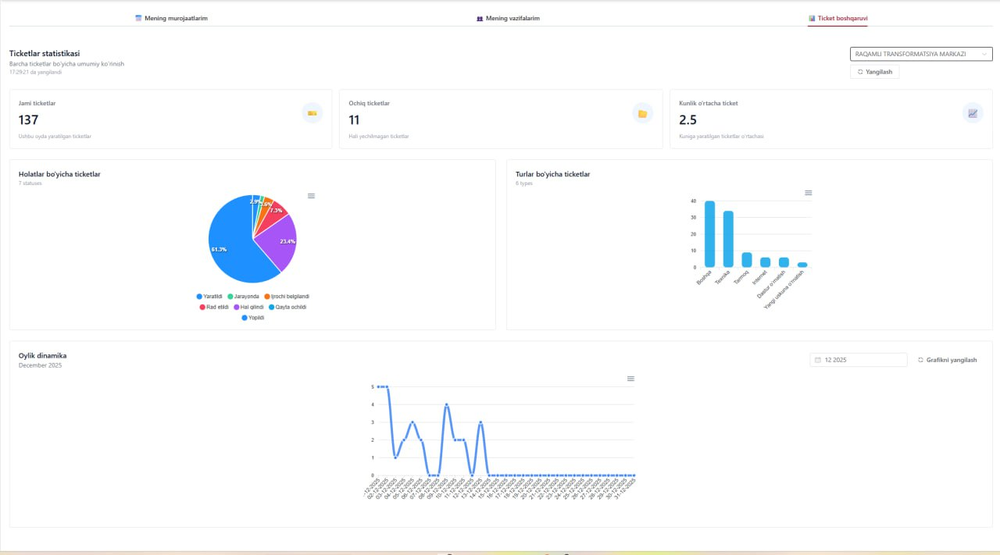 Mening murojaatlarim
Mening vazifalarim
Ticket boshqaruvi
Ticketlar statistikasi
Barcha ticketlar bo'yicha umumiy ko'rinish
17:29:21 da yangilandi
RAQAMLI TRANSFORMATSIYA MARKAZI
Yangilash
Jami ticketlar
137
Ushbu oyda yaratilgan ticketlar
Ochiq ticketlar
11
Hali yechilmagan ticketlar
Kunlik o'rtacha ticket
2.5
Kuniga yaratilgan ticketlar o'rtachasi
Holatlar bo'yicha ticketlar
7 statuses
2.9%
3.6%
7.3%
23.4%
61.3%
Yaratildi Jarayonda Ijrochi belgilandi
Rad etildi Hal qilindi Qayta ochildi
Yopildi
Turlar bo'yicha ticketlar
6 types
40
30
20
10
0
Boshqa
Texnika
Tarmoq
Internet
Dastur o'rnatish
Yangi uskuna o'rnatish
Oylik dinamika
December 2025
12 2025
Grafikni yangilash
5
4
3
2
1
0
02-12-2025
03-12-2025
04-12-2025
05-12-2025
06-12-2025
07-12-2025
08-12-2025
09-12-2025
10-12-2025
11-12-2025
12-12-2025
13-12-2025
14-12-2025
15-12-2025
16-12-2025
17-12-2025
18-12-2025
19-12-2025
20-12-2025
21-12-2025
22-12-2025
23-12-2025
24-12-2025
25-12-2025
26-12-2025
27-12-2025
28-12-2025
29-12-2025
30-12-2025
31-12-2025